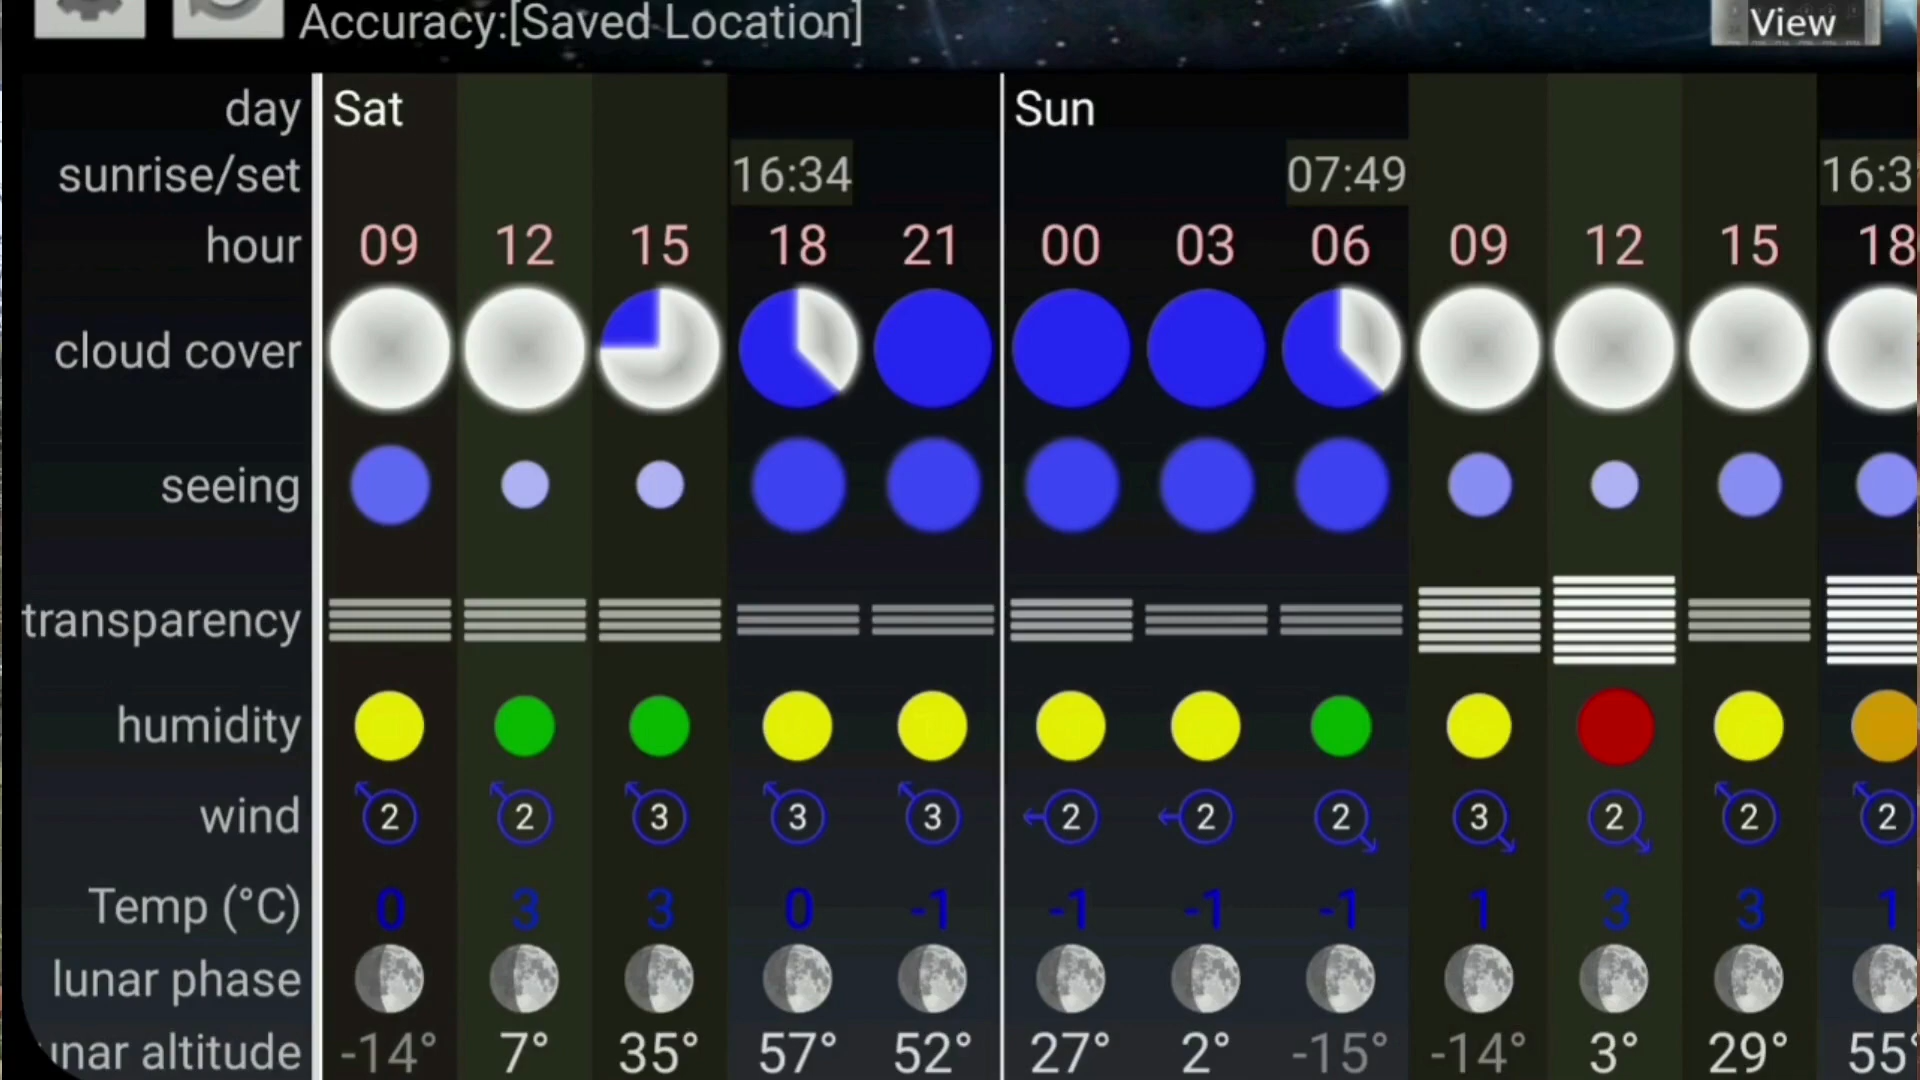 Accuracy:[Saved Location]
View
day Sat Sun
sunrise/set 16:34 07:49 16:3
hour 09 12 15 18 21 00 03 06 09 12 15 18
cloud cover
seeing
transparency
humidity
wind 2 2 3 3 3 2 2 2 3 2 2 2
Temp (°C) 0 3 3 0 -1 -1 -1 -1 1 3 3 1
lunar phase
unar altitude -14° 7° 35° 57° 52° 27° 2° -15° -14° 3° 29° 55°